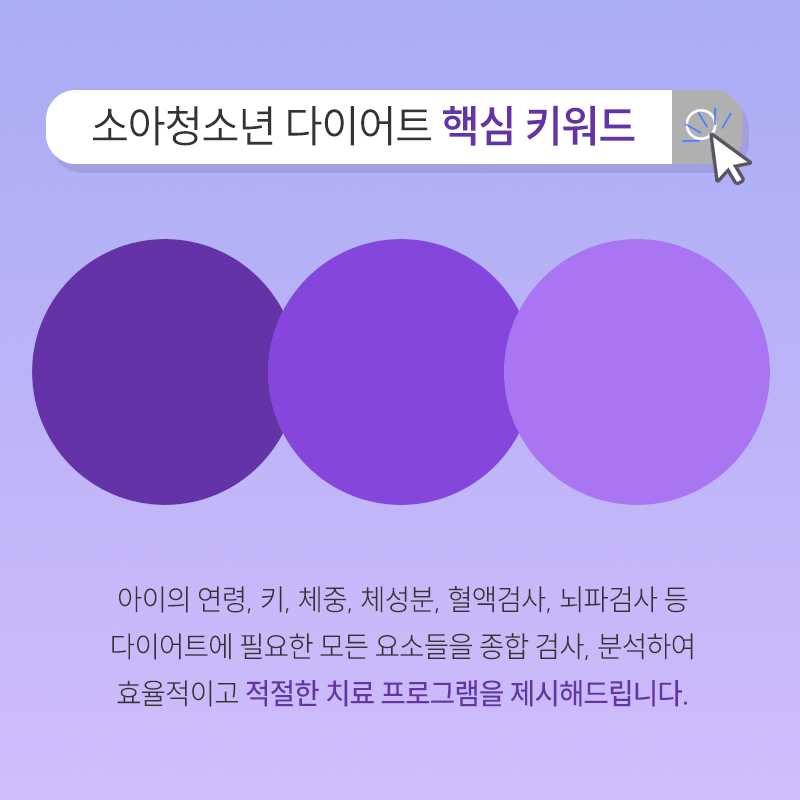 소아청소년 다이어트 핵심 키워드
아이의 연령, 키, 체중, 체성분, 혈액검사, 뇌파검사 등
다이어트에 필요한 모든 요소들을 종합 검사, 분석하여
효율적이고 적절한 치료 프로그램을 제시해드립니다.